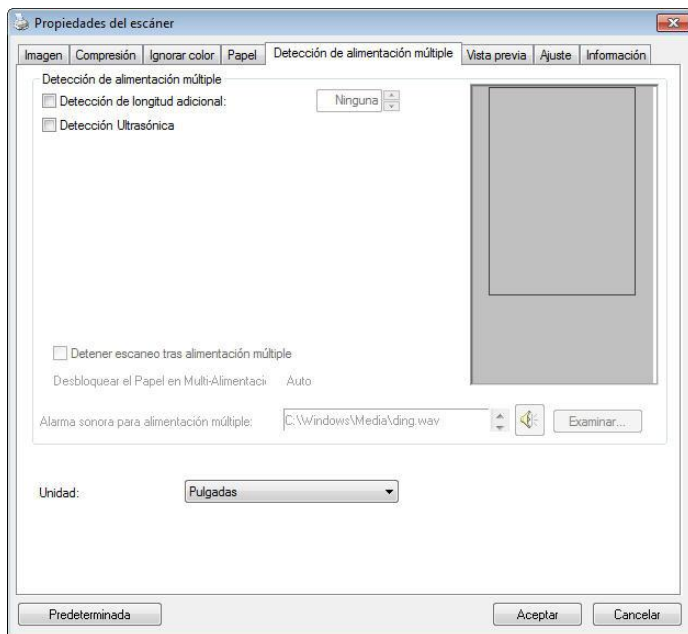 Propiedades del escáner
Imagen Compresión Ignorar color Papel Detección de alimentación múltiple Vista previa Ajuste Información
Detección de alimentación múltiple
Detección de longitud adicional: Ninguna
Detección Ultrasónica
Detener escaneo tras alimentación múltiple
Desbloquear el Papel en Multi-Alimentaci Auto
Alarma sonora para alimentación múltiple: C:\Windows\Media\ding.wav Examinar...
Unidad: Pulgadas
Predeterminada Aceptar Cancelar